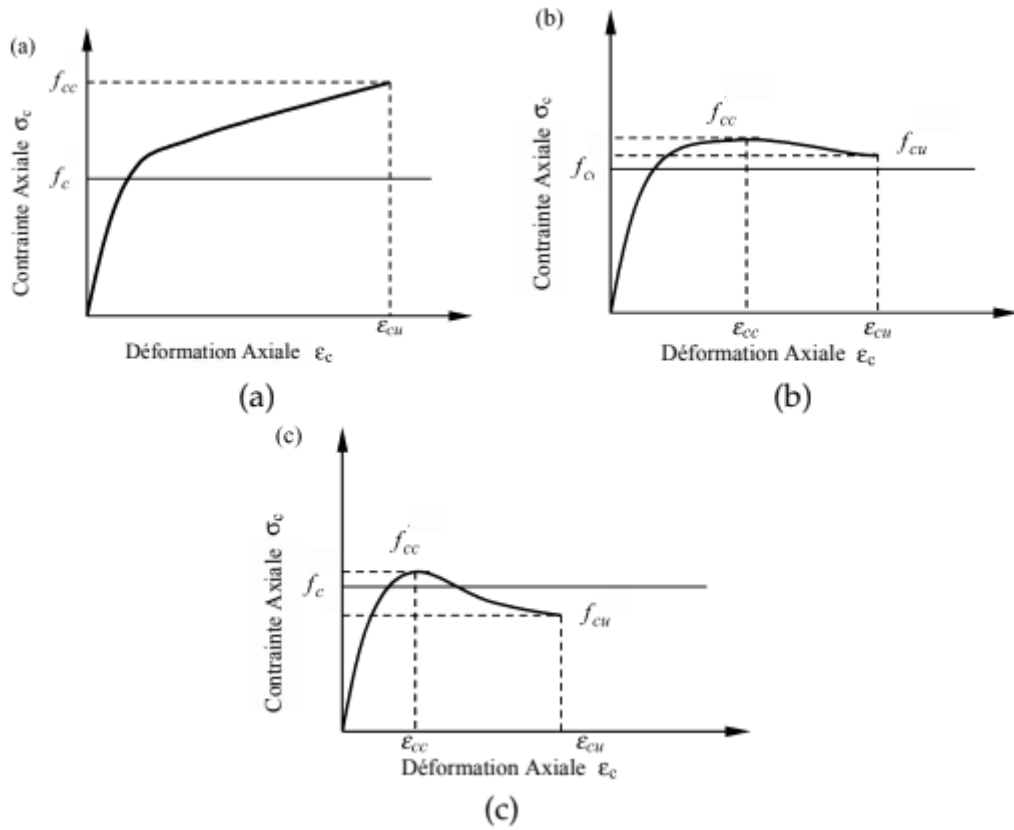 (a)
f_cc
f_c
Contrainte Axiale σ_c
ε_cu
Déformation Axiale ε_c
(a)
(b)
f'_cc
f_cu
f_c
Contrainte Axiale σ_c
ε_cc ε_cu
Déformation Axiale ε_c
(b)
(c)
f'_cc
f_c
f_cu
Contrainte Axiale σ_c
ε_cc ε_cu
Déformation Axiale ε_c
(c)